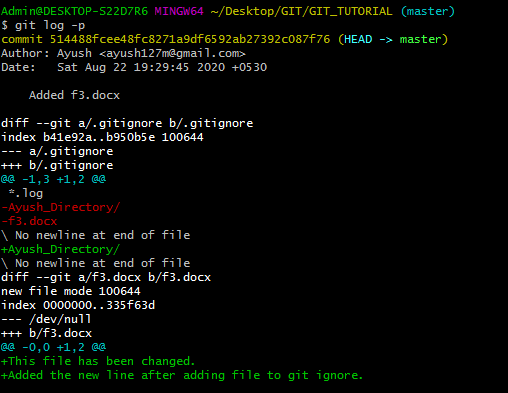 Admin@DESKTOP-S22D7R6 MINGW64 ~/Desktop/GIT/GIT_TUTORIAL (master)
$ git log -p
commit 514488fcee48fc8271a9df6592ab27392c087f76 (HEAD -> master)
Author: Ayush <ayush127m@gmail.com>
Date:   Sat Aug 22 19:29:45 2020 +0530

    Added f3.docx

diff --git a/.gitignore b/.gitignore
index b41e92a..b950b5e 100644
--- a/.gitignore
+++ b/.gitignore
@@ -1,3 +1,2 @@
 *.log
-Ayush_Directory/
-f3.docx
\ No newline at end of file
+Ayush_Directory/
\ No newline at end of file
diff --git a/f3.docx b/f3.docx
new file mode 100644
index 0000000..335f63d
--- /dev/null
+++ b/f3.docx
@@ -0,0 +1,2 @@
+This file has been changed.
+Added the new line after adding file to git ignore.